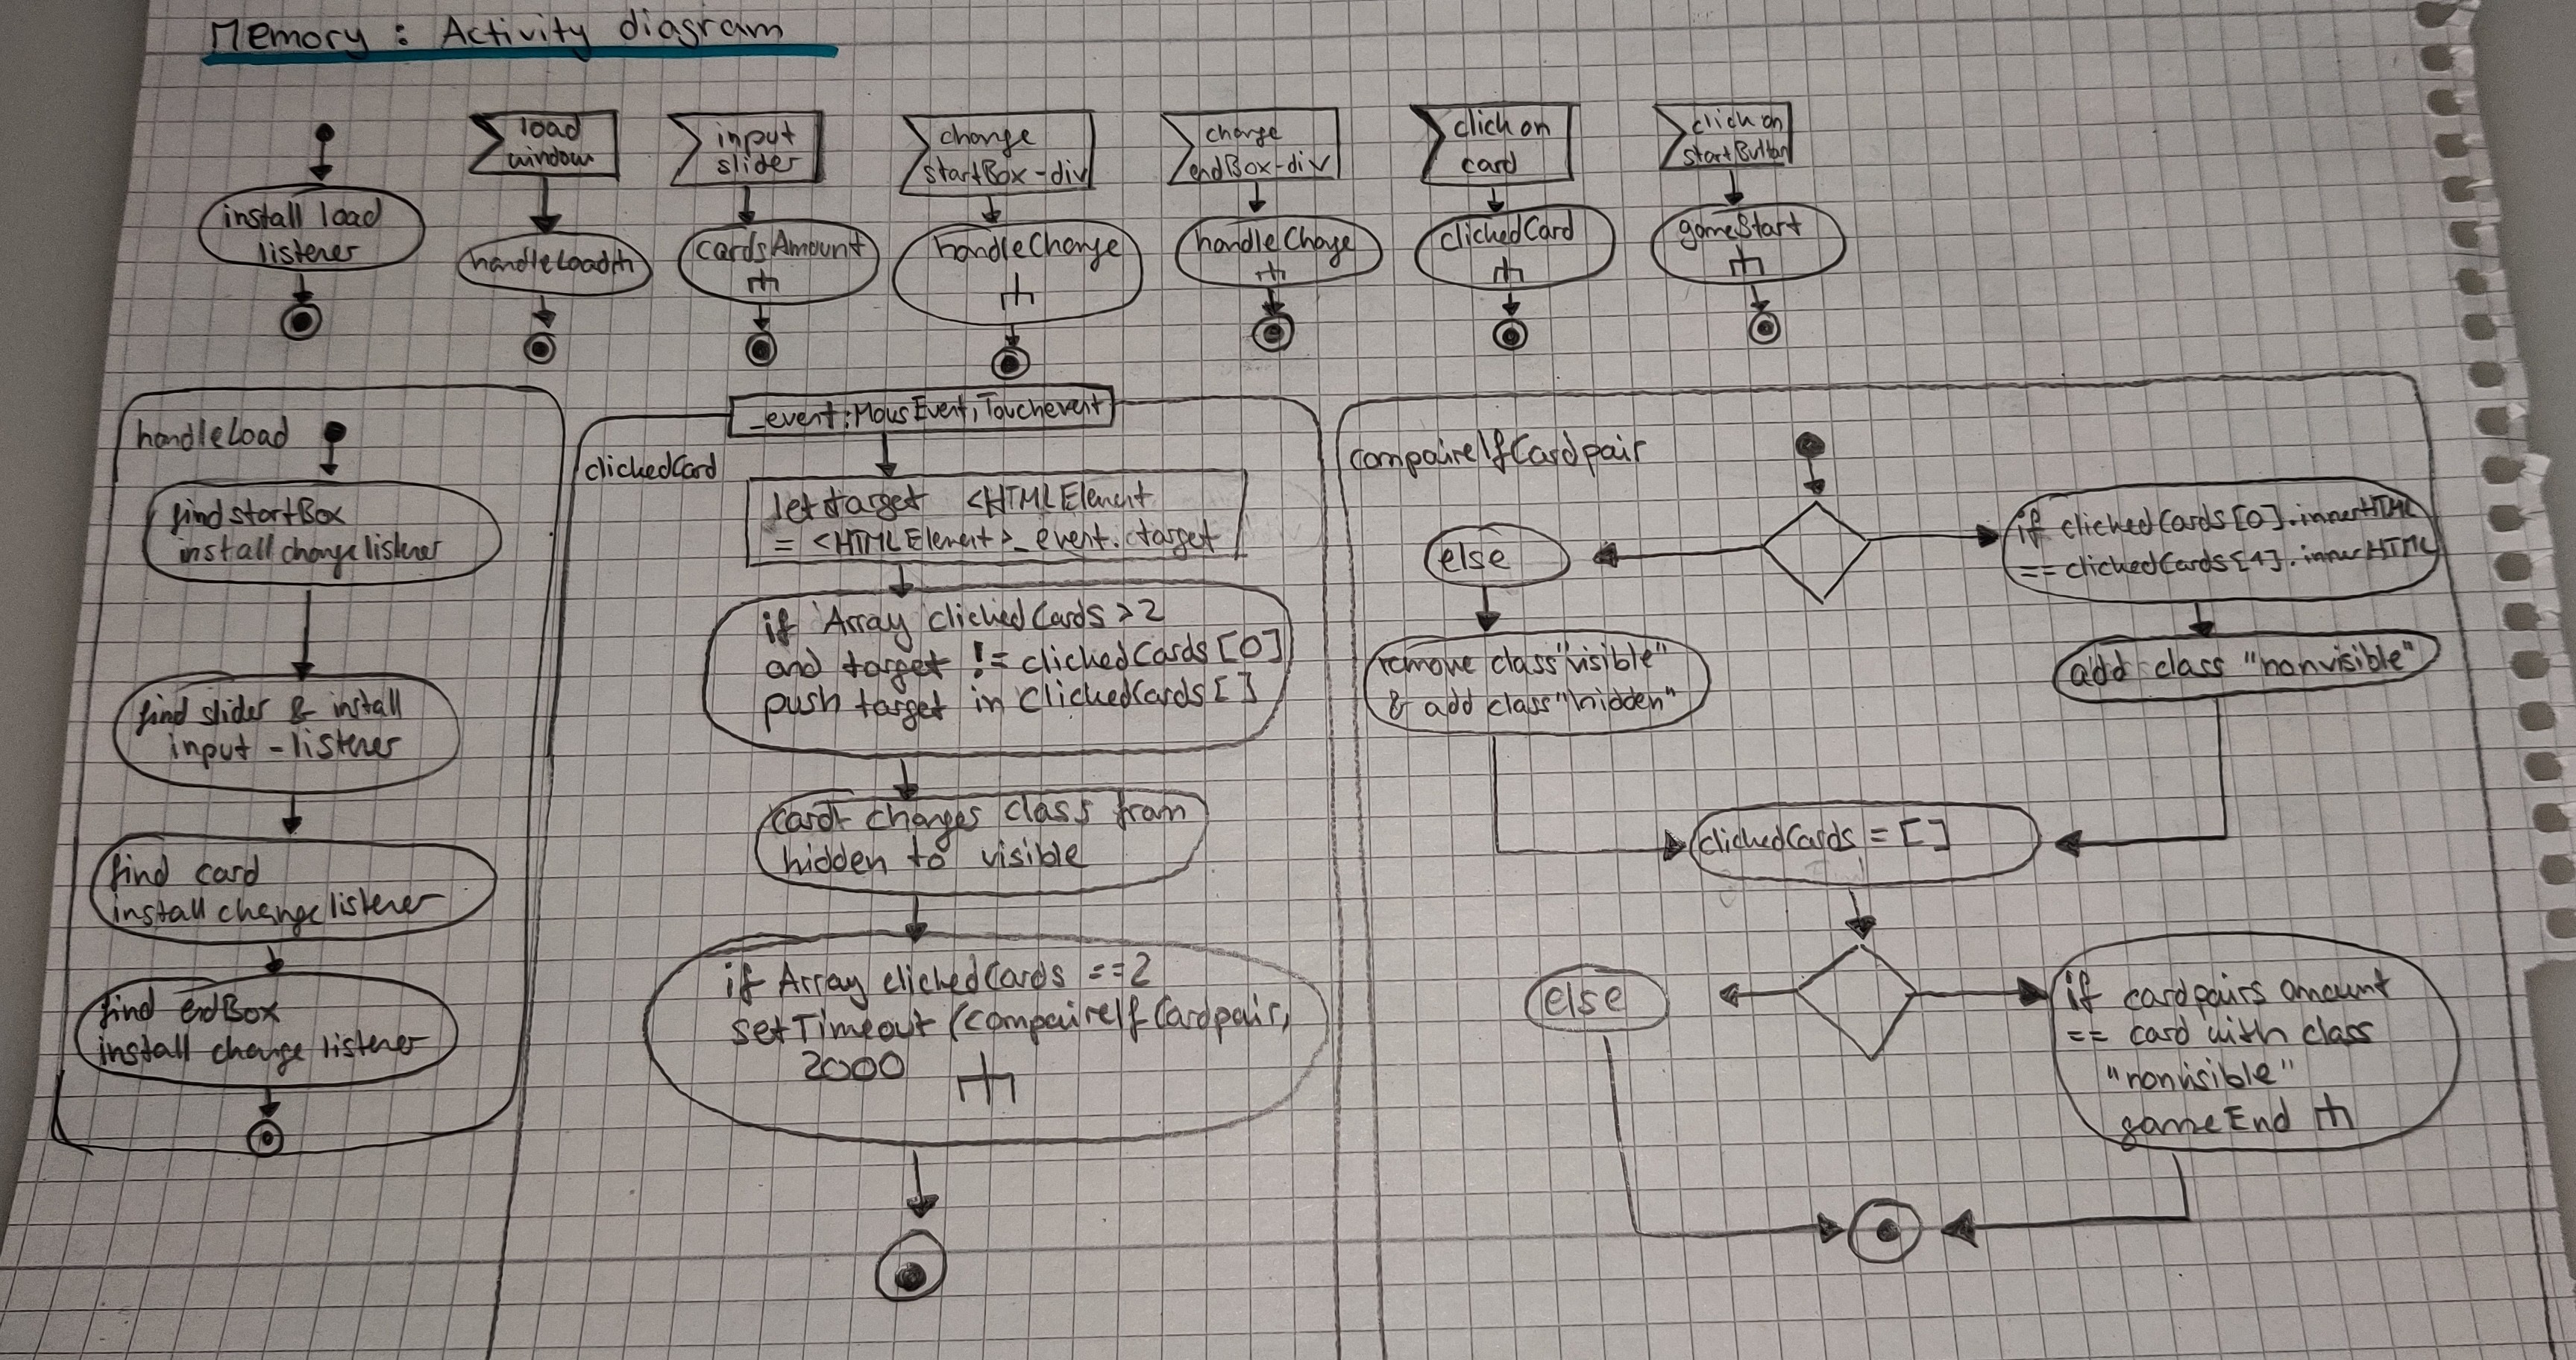 Memory : Activity diagram
install load
listener
load
window
handleLoad
input
slider
cardsAmount
change
startBox-div
handleChange
change
endBox-div
handleChage
click on
card
clickedCard
click on
startButton
gameStart
handleLoad
find startBox
install change listener
find slider & install
input -listener
find card
install change listener
find endBox
install change listener
_event:MousEvent,Touchevent
clickedCard
let target <HTMLElement
= <HTMLElement>_event.target
if Array clickedCards >2
and target != clickedCards[0]
push target in ClickedCards[]
changes class from
hidden to visible
if Array clickedCards ==2
setTimeout (compaireIfCardpair,
2000
compaireIfCardpair
else
if clickedCards[0].innerHTML
== clickedCards[1].innerHTML
remove class "visible"
& add class "hidden"
add class "nonvisible"
clickedCards = []
else
if cardpairs amount
== card with class
"nonvisible"
gameEnd